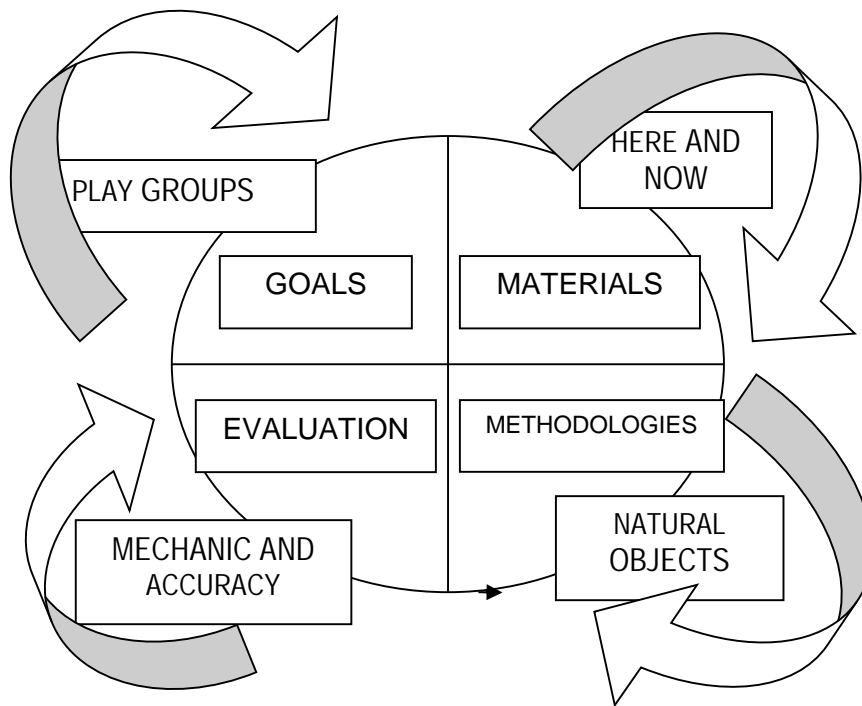 PLAY GROUPS
HERE AND
NOW
GOALS
MATERIALS
EVALUATION
METHODOLOGIES
MECHANIC AND
ACCURACY
NATURAL
OBJECTS